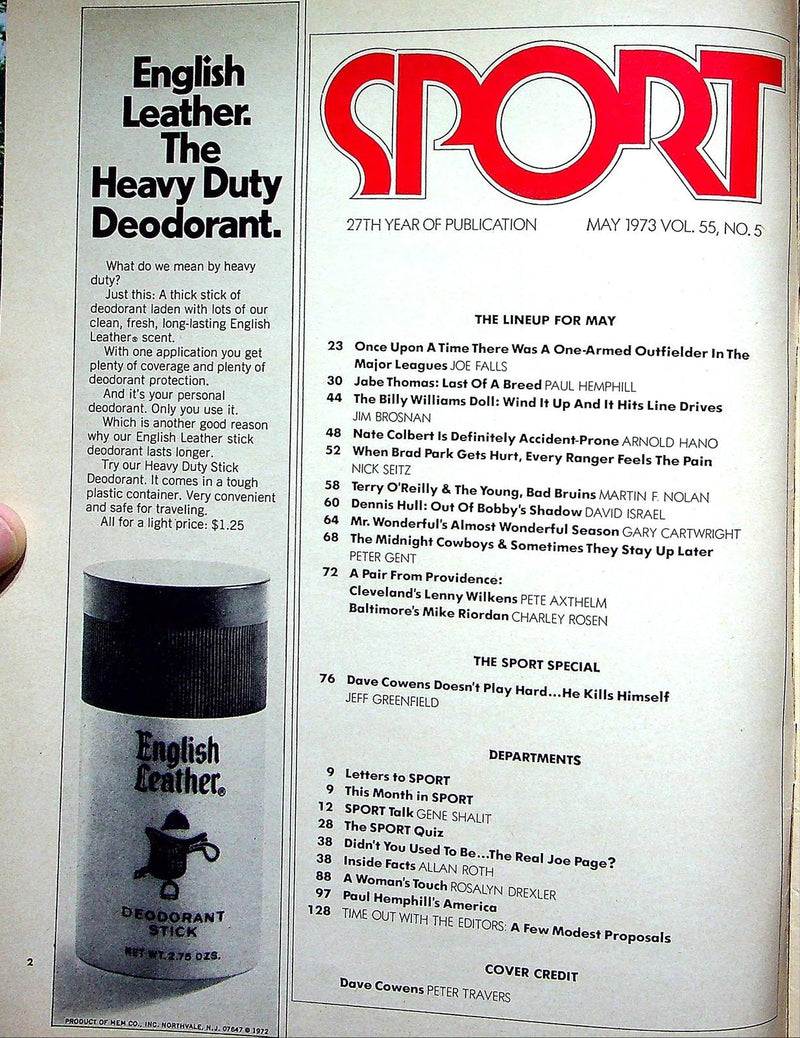 English
Leather.
The
Heavy Duty
Deodorant.
What do we mean by heavy
duty?
Just this: A thick stick of
deodorant laden with lots of our
clean, fresh, long-lasting English
Leather® scent.
With one application you get
plenty of coverage and plenty of
deodorant protection.
And it's your personal
deodorant. Only you use it.
Which is another good reason
why our English Leather stick
deodorant lasts longer.
Try our Heavy Duty Stick
Deodorant. It comes in a tough
plastic container. Very convenient
and safe for traveling.
All for a light price: $1.25
English
Leather®
DEODORANT
STICK
NET WT. 2.75 OZS.
PRODUCT OF MEM CO., INC. NORTHVALE, N.J. 07647 © 1972
2
SPORT
27TH YEAR OF PUBLICATION MAY 1973 VOL. 55, NO. 5
THE LINEUP FOR MAY
23 Once Upon A Time There Was A One-Armed Outfielder In The
Major Leagues JOE FALLS
30 Jabe Thomas: Last Of A Breed PAUL HEMPHILL
44 The Billy Williams Doll: Wind It Up And It Hits Line Drives
JIM BROSNAN
48 Nate Colbert Is Definitely Accident-Prone ARNOLD HANO
52 When Brad Park Gets Hurt, Every Ranger Feels The Pain
NICK SEITZ
58 Terry O'Reilly & The Young, Bad Bruins MARTIN F. NOLAN
60 Dennis Hull: Out Of Bobby's Shadow DAVID ISRAEL
64 Mr. Wonderful's Almost Wonderful Season GARY CARTWRIGHT
68 The Midnight Cowboys & Sometimes They Stay Up Later
PETER GENT
72 A Pair From Providence:
Cleveland's Lenny Wilkens PETE AXTHELM
Baltimore's Mike Riordan CHARLEY ROSEN
THE SPORT SPECIAL
76 Dave Cowens Doesn't Play Hard...He Kills Himself
JEFF GREENFIELD
DEPARTMENTS
9 Letters to SPORT
9 This Month in SPORT
12 SPORT Talk GENE SHALIT
28 The SPORT Quiz
38 Didn't You Used To Be...The Real Joe Page?
38 Inside Facts ALLAN ROTH
88 A Woman's Touch ROSALYN DREXLER
97 Paul Hemphill's America
128 TIME OUT WITH THE EDITORS: A Few Modest Proposals
COVER CREDIT
Dave Cowens PETER TRAVERS